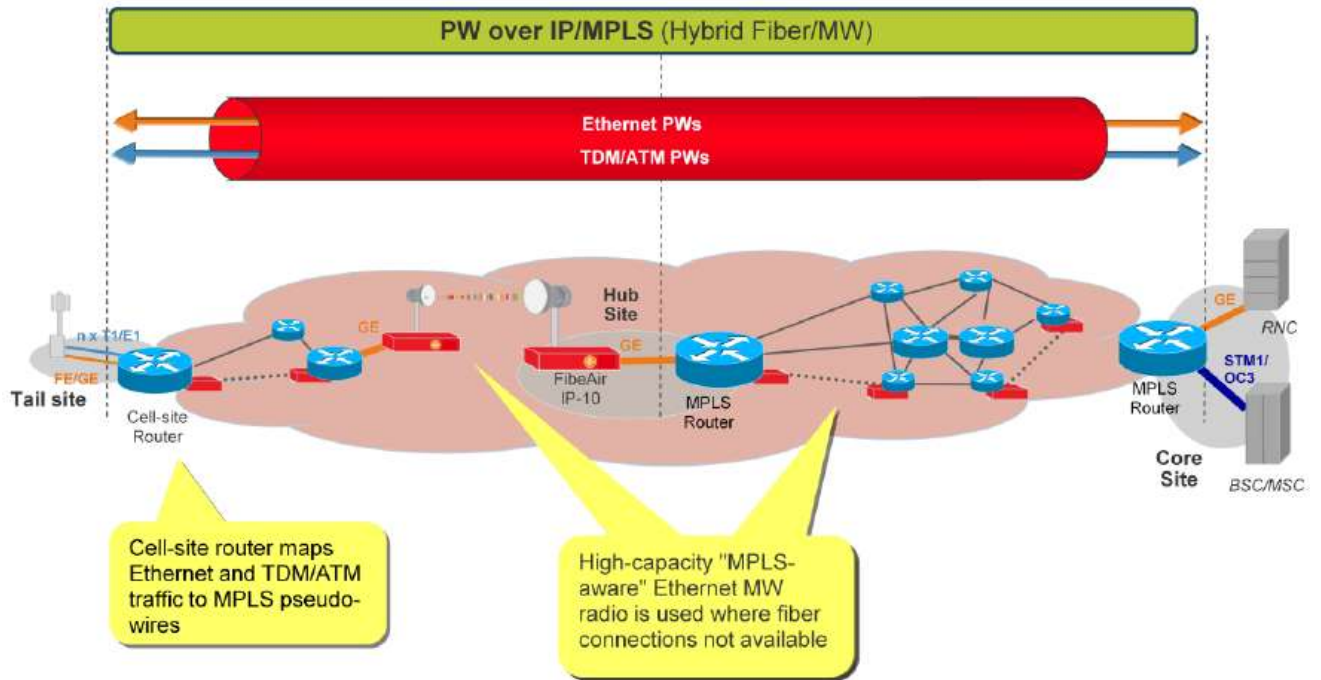 PW over IP/MPLS (Hybrid Fiber/MW)
Ethernet PWs
TDM/ATM PWs
n x T1/E1
FE/GE
Tail site
Cell-site
Router
GE
Hub
Site
GE
FibeAir
IP-10
MPLS
Router
MPLS
Router
GE
RNC
STM1/
OC3
Core
Site
BSC/MSC
Cell-site router maps
Ethernet and TDM/ATM
traffic to MPLS pseudo-
wires
High-capacity "MPLS-
aware" Ethernet MW
radio is used where fiber
connections not available